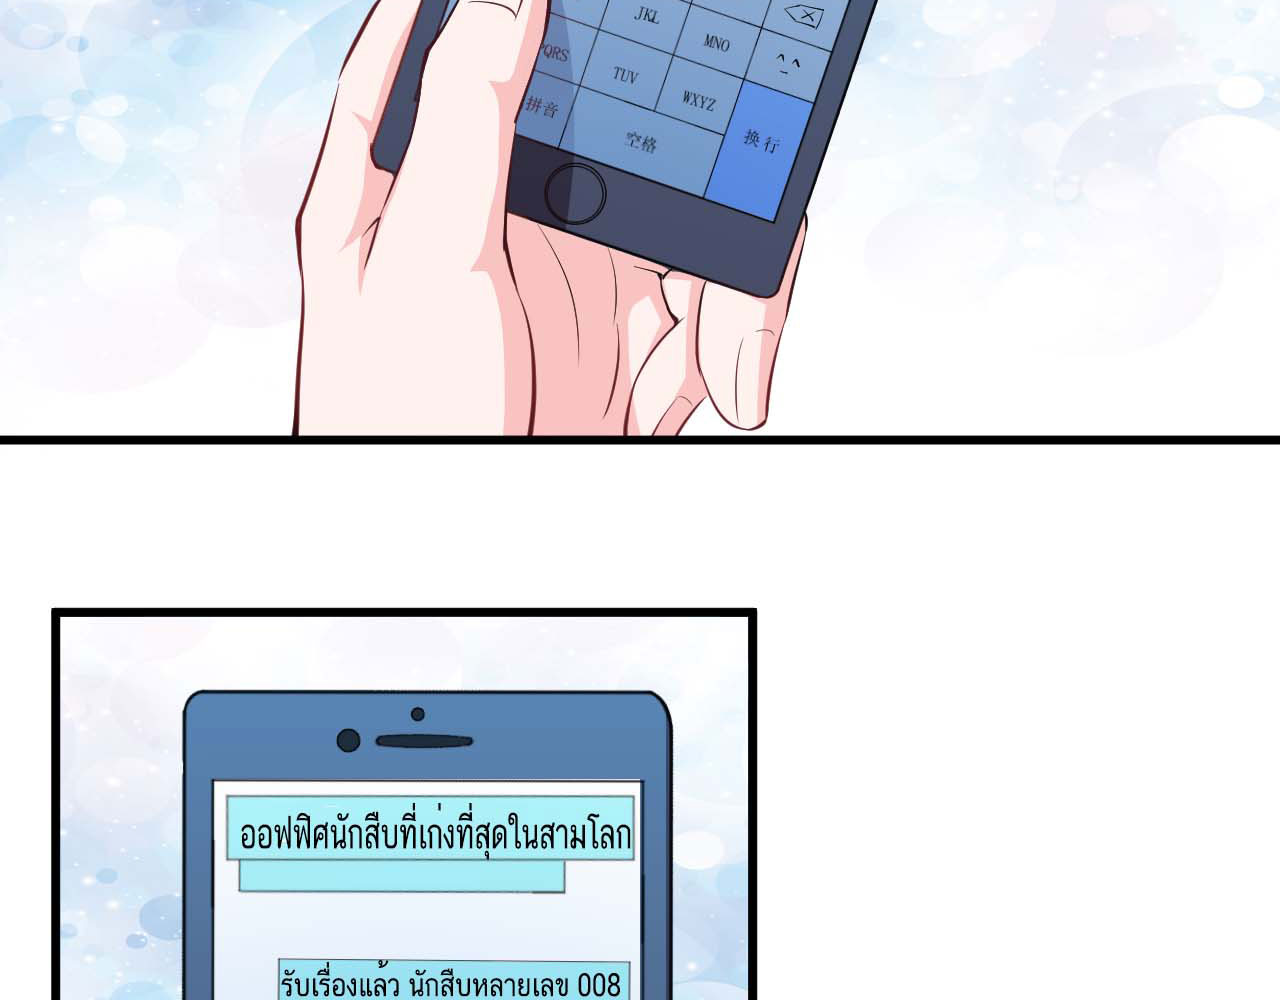 JKL
MNO
^_^
PQRS
TUV
WXYZ
拼音
空格
换行
ออฟฟิศนักสืบที่เก่งที่สุดในสามโลก
รับเรื่องแล้ว นักสืบหลายเลข 008